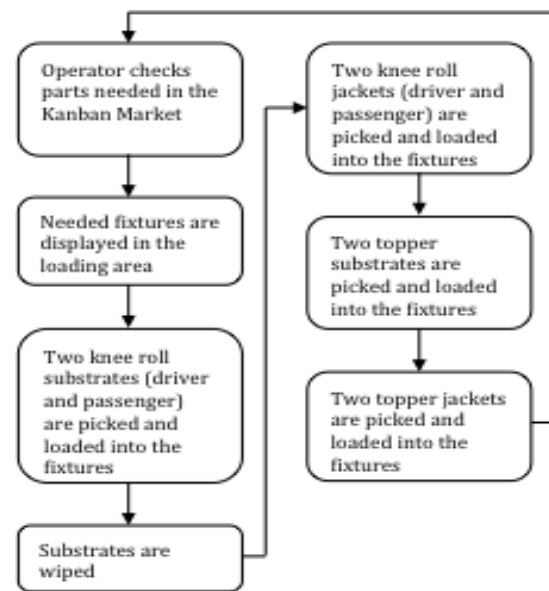 Operator checks
parts needed in the
Kanban Market
Needed fixtures are
displayed in the
loading area
Two knee roll
substrates (driver
and passenger)
are picked and
loaded into the
fixtures
Substrates are
wiped
Two knee roll
jackets (driver and
passenger) are
picked and loaded
into the fixtures
Two topper
substrates are
picked and loaded
into the fixtures
Two topper jackets
are picked and
loaded into the
fixtures